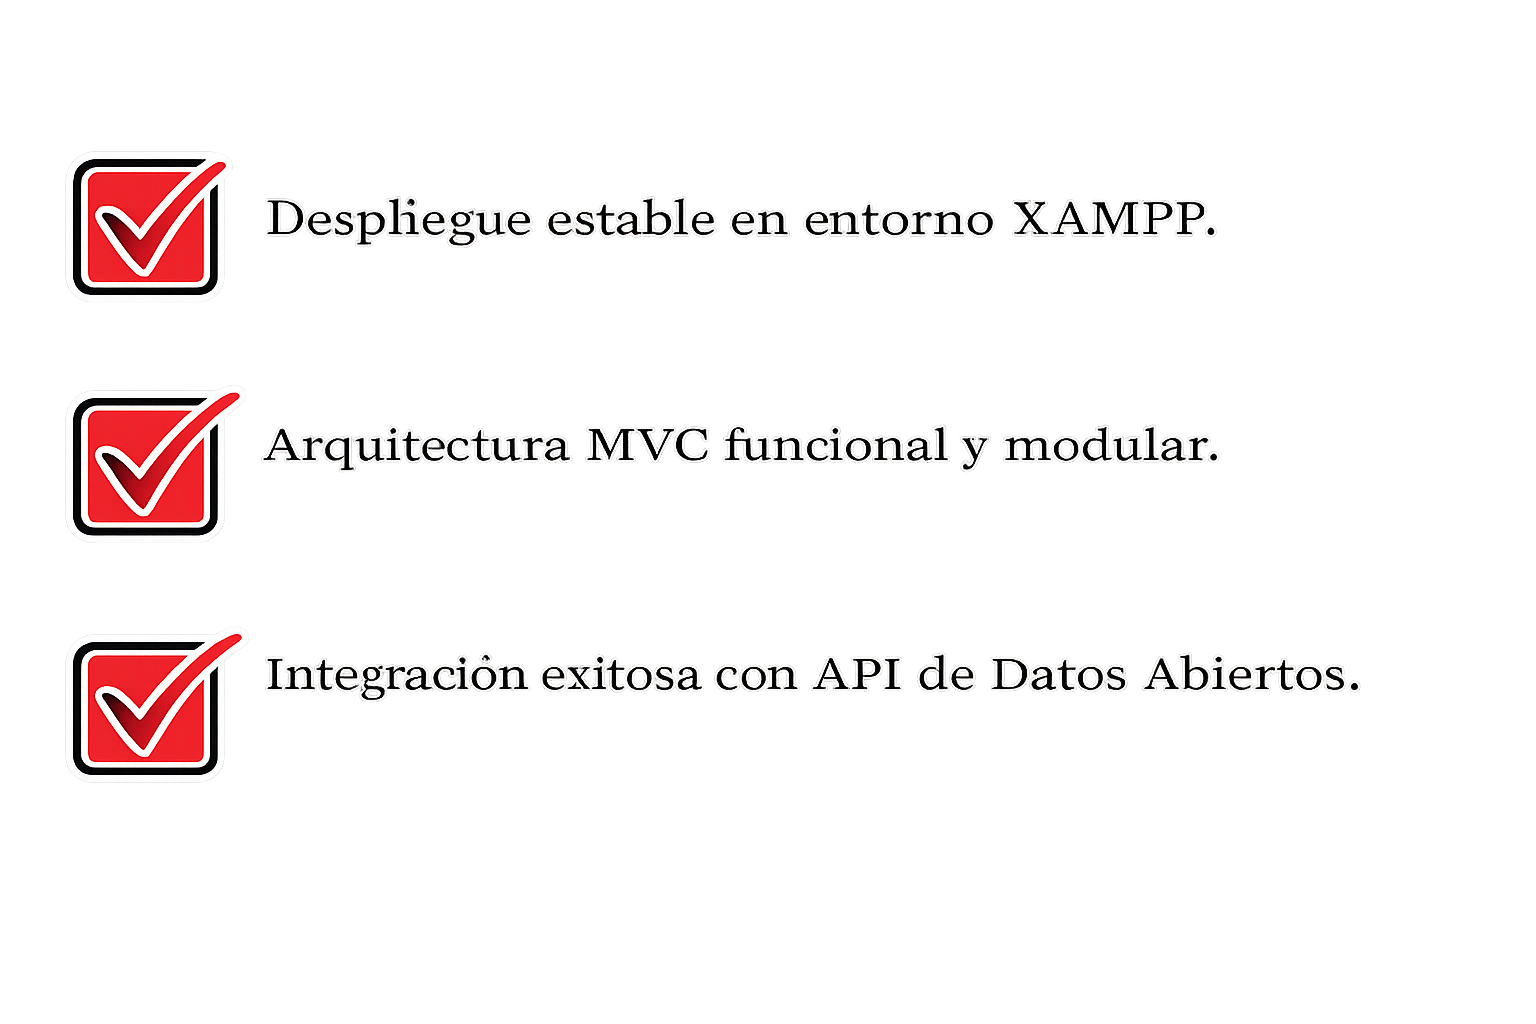 Despliegue estable en entorno XAMPP.
Arquitectura MVC funcional y modular.
Integración exitosa con API de Datos Abiertos.